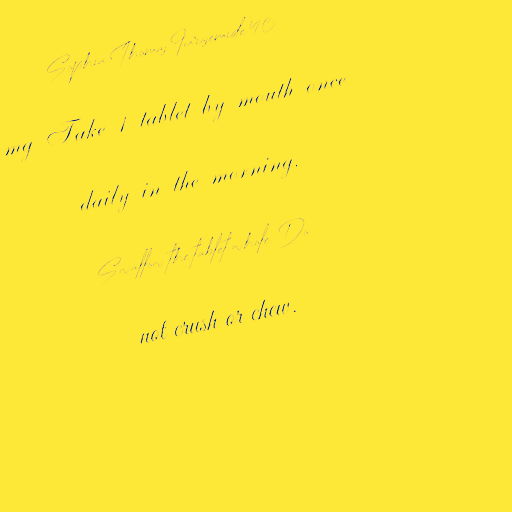 Sophia Thomas Furosemide 40
mg Take 1 tablet by mouth once
daily in the morning.
Swallow the tablet whole. Do
not crush or chew.